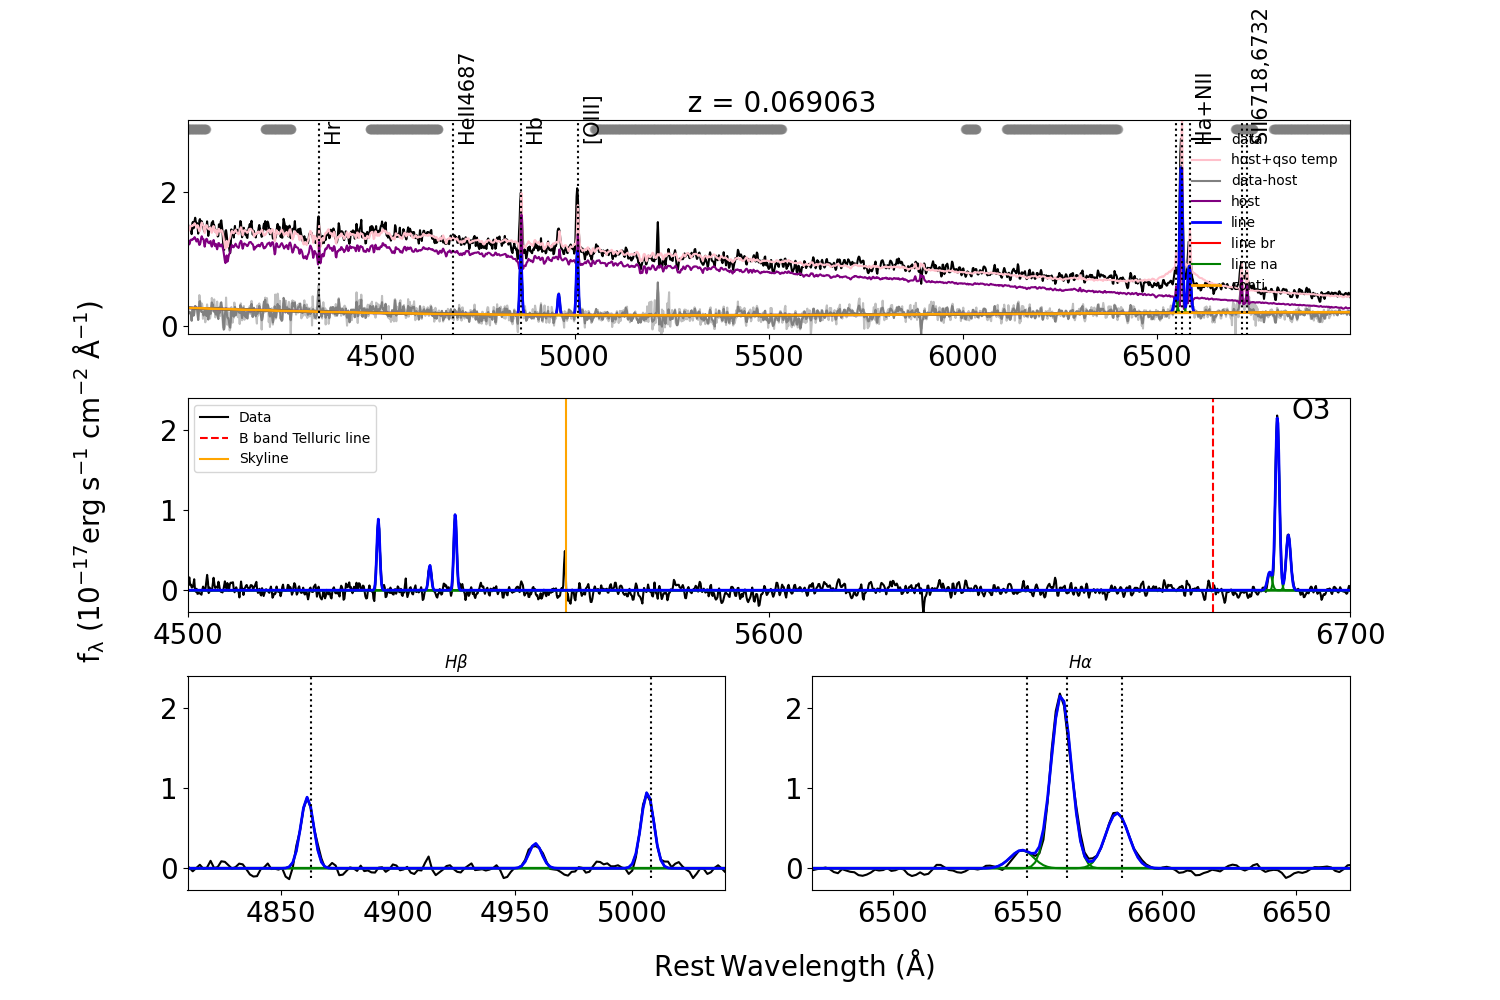 z = 0.069063
Hr
HeII4687
Hb
[OIII]
Ha+NII
SII6718,6732
data
host+qso temp
data-host
host
line
line br
line na
conti
2
1
0
4500
5000
5500
6000
6500
O3
Data
B band Telluric line
Skyline
2
1
0
4500
5600
6700
fλ (10⁻¹⁷erg s⁻¹ cm⁻² Å⁻¹)
Hβ
2
1
0
4850
4900
4950
5000
Hα
2
1
0
6500
6550
6600
6650
Rest Wavelength (Å)